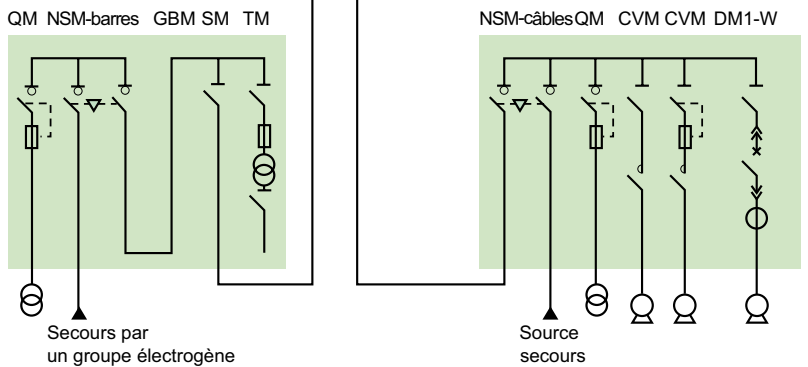 QM NSM-barres GBM SM TM
NSM-câbles QM CVM CVM DM1-W
Secours par
un groupe électrogène
Source
secours